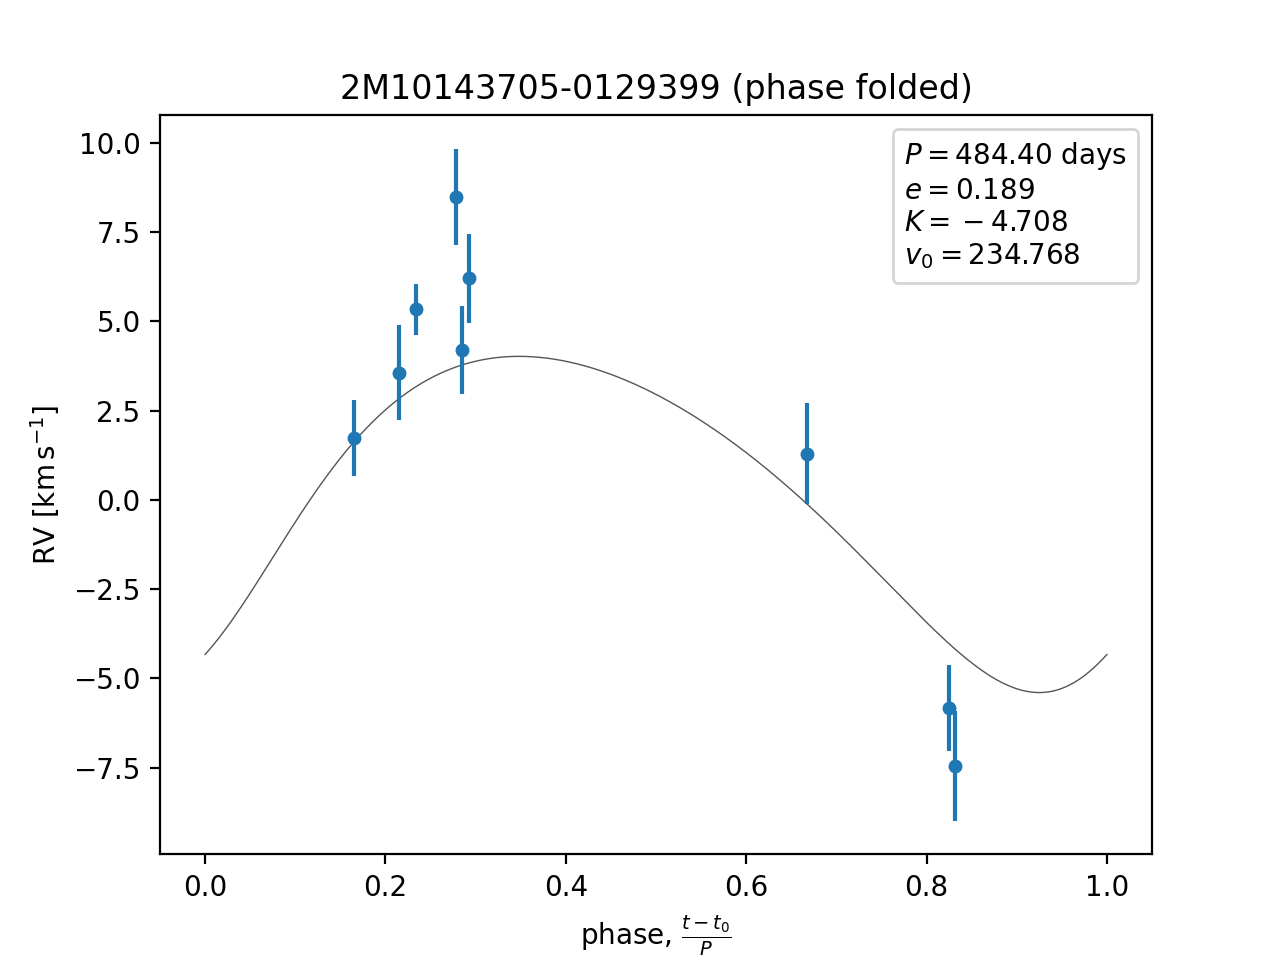 2M10143705-0129399 (phase folded)
P = 484.40 days
e = 0.189
K = −4.708
v₀ = 234.768
RV [km s⁻¹]
10.0
7.5
5.0
2.5
0.0
−2.5
−5.0
−7.5
0.0 0.2 0.4 0.6 0.8 1.0
phase, (t − t₀)/P